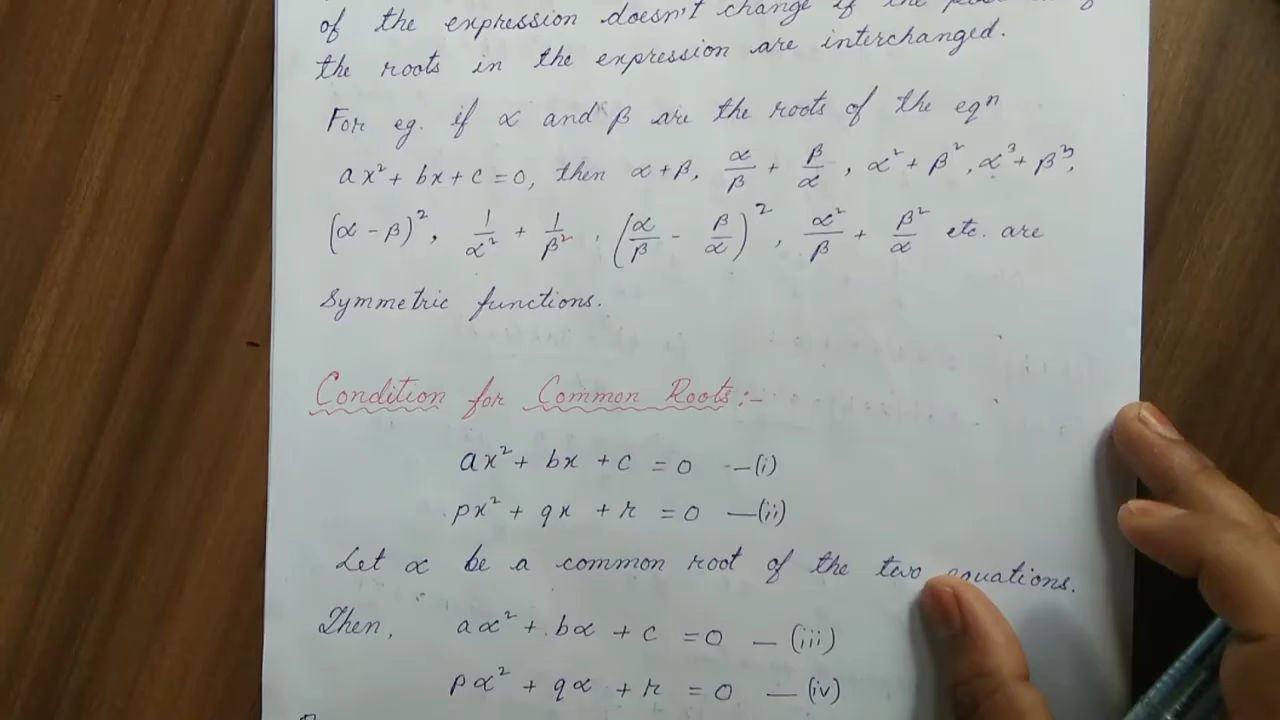 of the expression doesn't change if the
the roots in the expression are interchanged.
For eg. if α and β are the roots of the eqⁿ
ax² + bx + c = 0, then α + β, α/β + β/α, α² + β², α³ + β³,
(α - β)², 1/α² + 1/β², (α/β - β/α)², α²/β + β²/α etc. are
Symmetric functions.
Condition for Common Roots:-
ax² + bx + c = 0 —(i)
px² + qx + r = 0 —(ii)
Let α be a common root of the two equations.
Then, aα² + bα + c = 0 — (iii)
pα² + qα + r = 0 — (iv)